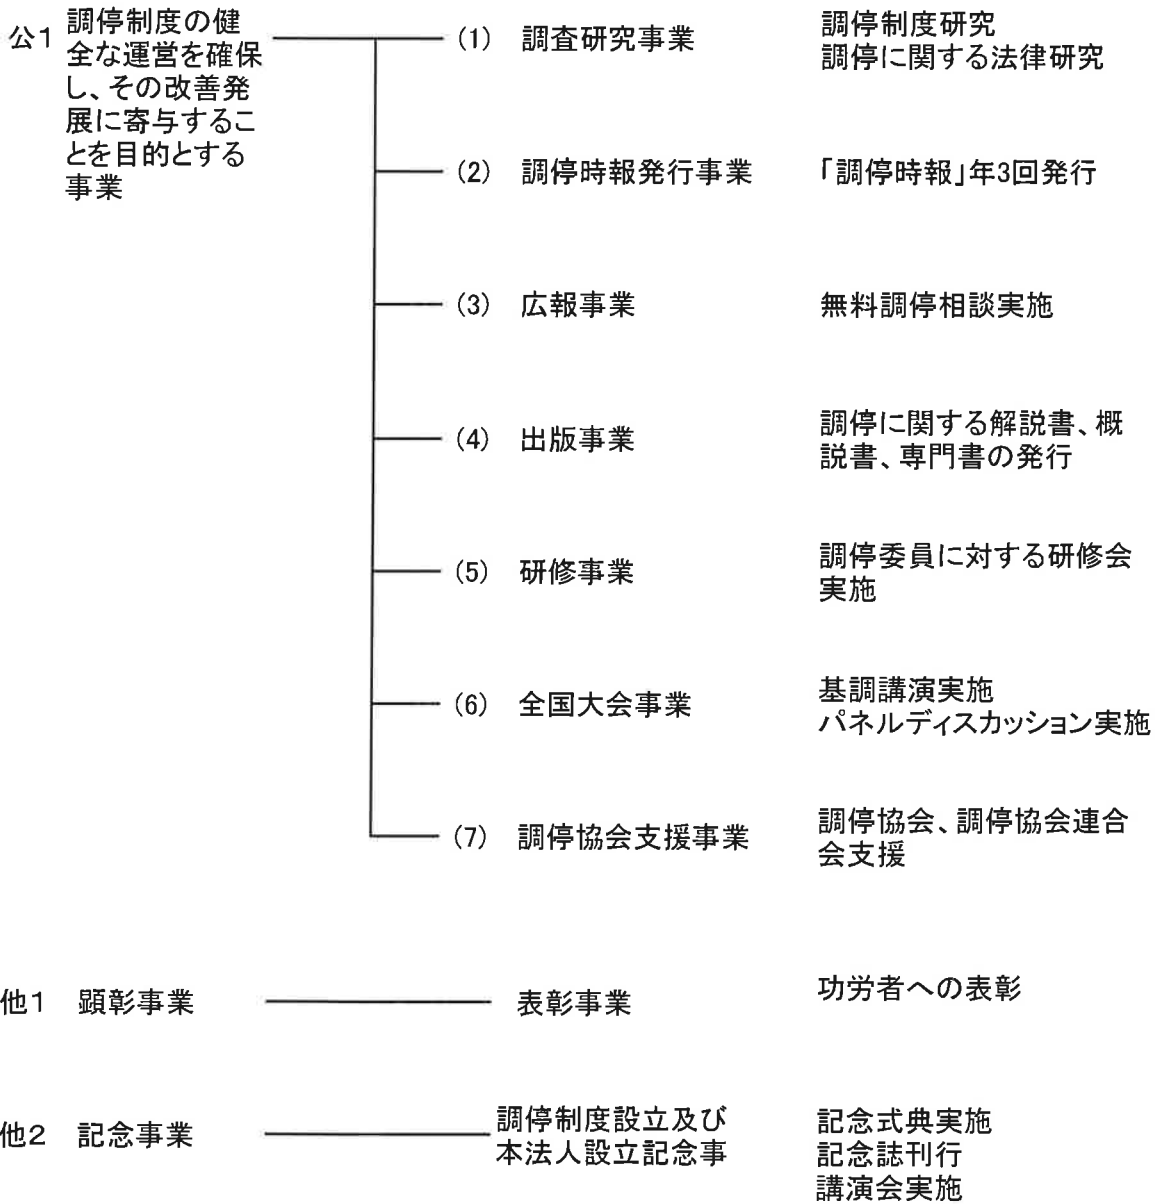 公1
調停制度の健
全な運営を確保
し、その改善発
展に寄与するこ
とを目的とする
事業
(1) 調査研究事業
調停制度研究
調停に関する法律研究
(2) 調停時報発行事業
「調停時報」年3回発行
(3) 広報事業
無料調停相談実施
(4) 出版事業
調停に関する解説書、概
説書、専門書の発行
(5) 研修事業
調停委員に対する研修会
実施
(6) 全国大会事業
基調講演実施
パネルディスカッション実施
(7) 調停協会支援事業
調停協会、調停協会連合
会支援
他1 顕彰事業
表彰事業
功労者への表彰
他2 記念事業
調停制度設立及び
本法人設立記念事
記念式典実施
記念誌刊行
講演会実施